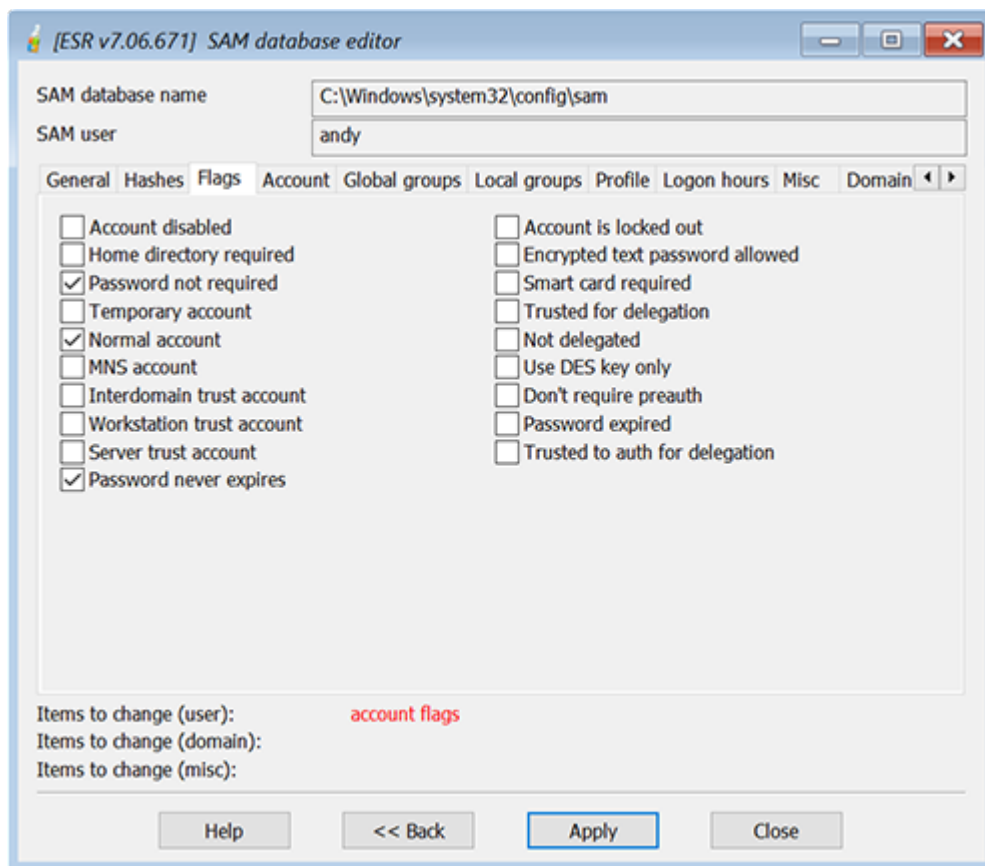 [ESR v7.06.671] SAM database editor
SAM database name C:\Windows\system32\config\sam
SAM user andy
General Hashes Flags Account Global groups Local groups Profile Logon hours Misc Domain
Account disabled Account is locked out
Home directory required Encrypted text password allowed
Password not required Smart card required
Temporary account Trusted for delegation
Normal account Not delegated
MNS account Use DES key only
Interdomain trust account Don't require preauth
Workstation trust account Password expired
Server trust account Trusted to auth for delegation
Password never expires
Items to change (user): account flags
Items to change (domain):
Items to change (misc):
Help << Back Apply Close